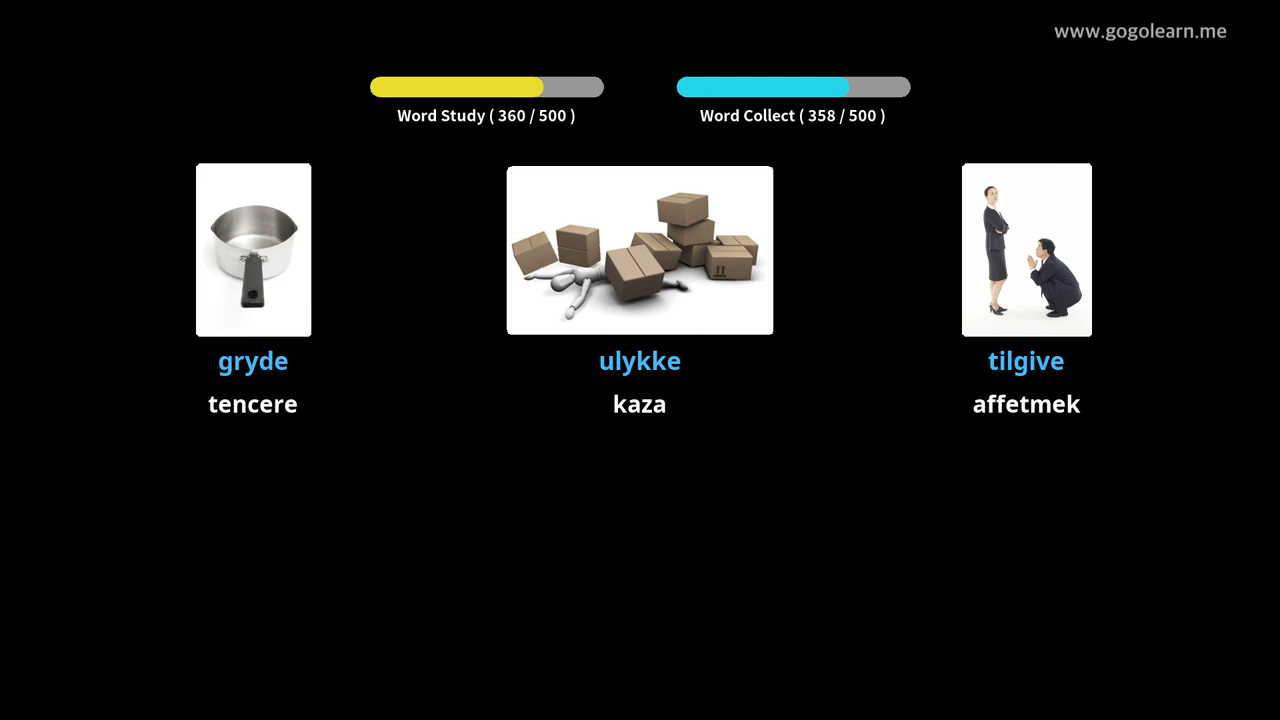 www.gogolearn.me
Word Study ( 360 / 500 )
Word Collect ( 358 / 500 )
gryde
ulykke
tilgive
tencere
kaza
affetmek